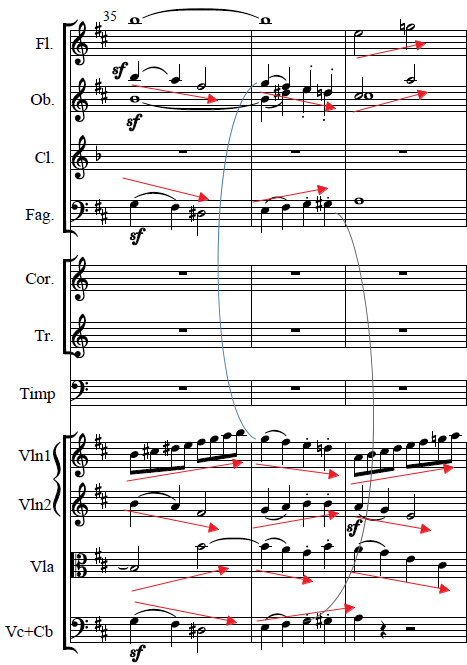 35
Fl.
sf
Ob.
sf
Cl.
Fag.
sf
Cor.
Tr.
Timp
Vln1
Vln2
sf
Vla
Vc+Cb
sf